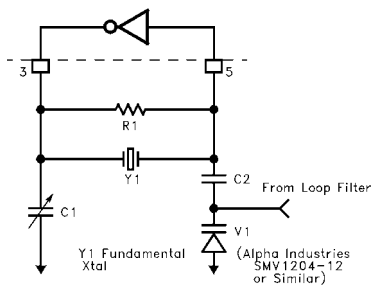 3
5
R1
Y1
C2
From Loop Filter
C1
V1
Y1 Fundamental
Xtal
(Alpha Industries
SMV1204-12
or Similar)